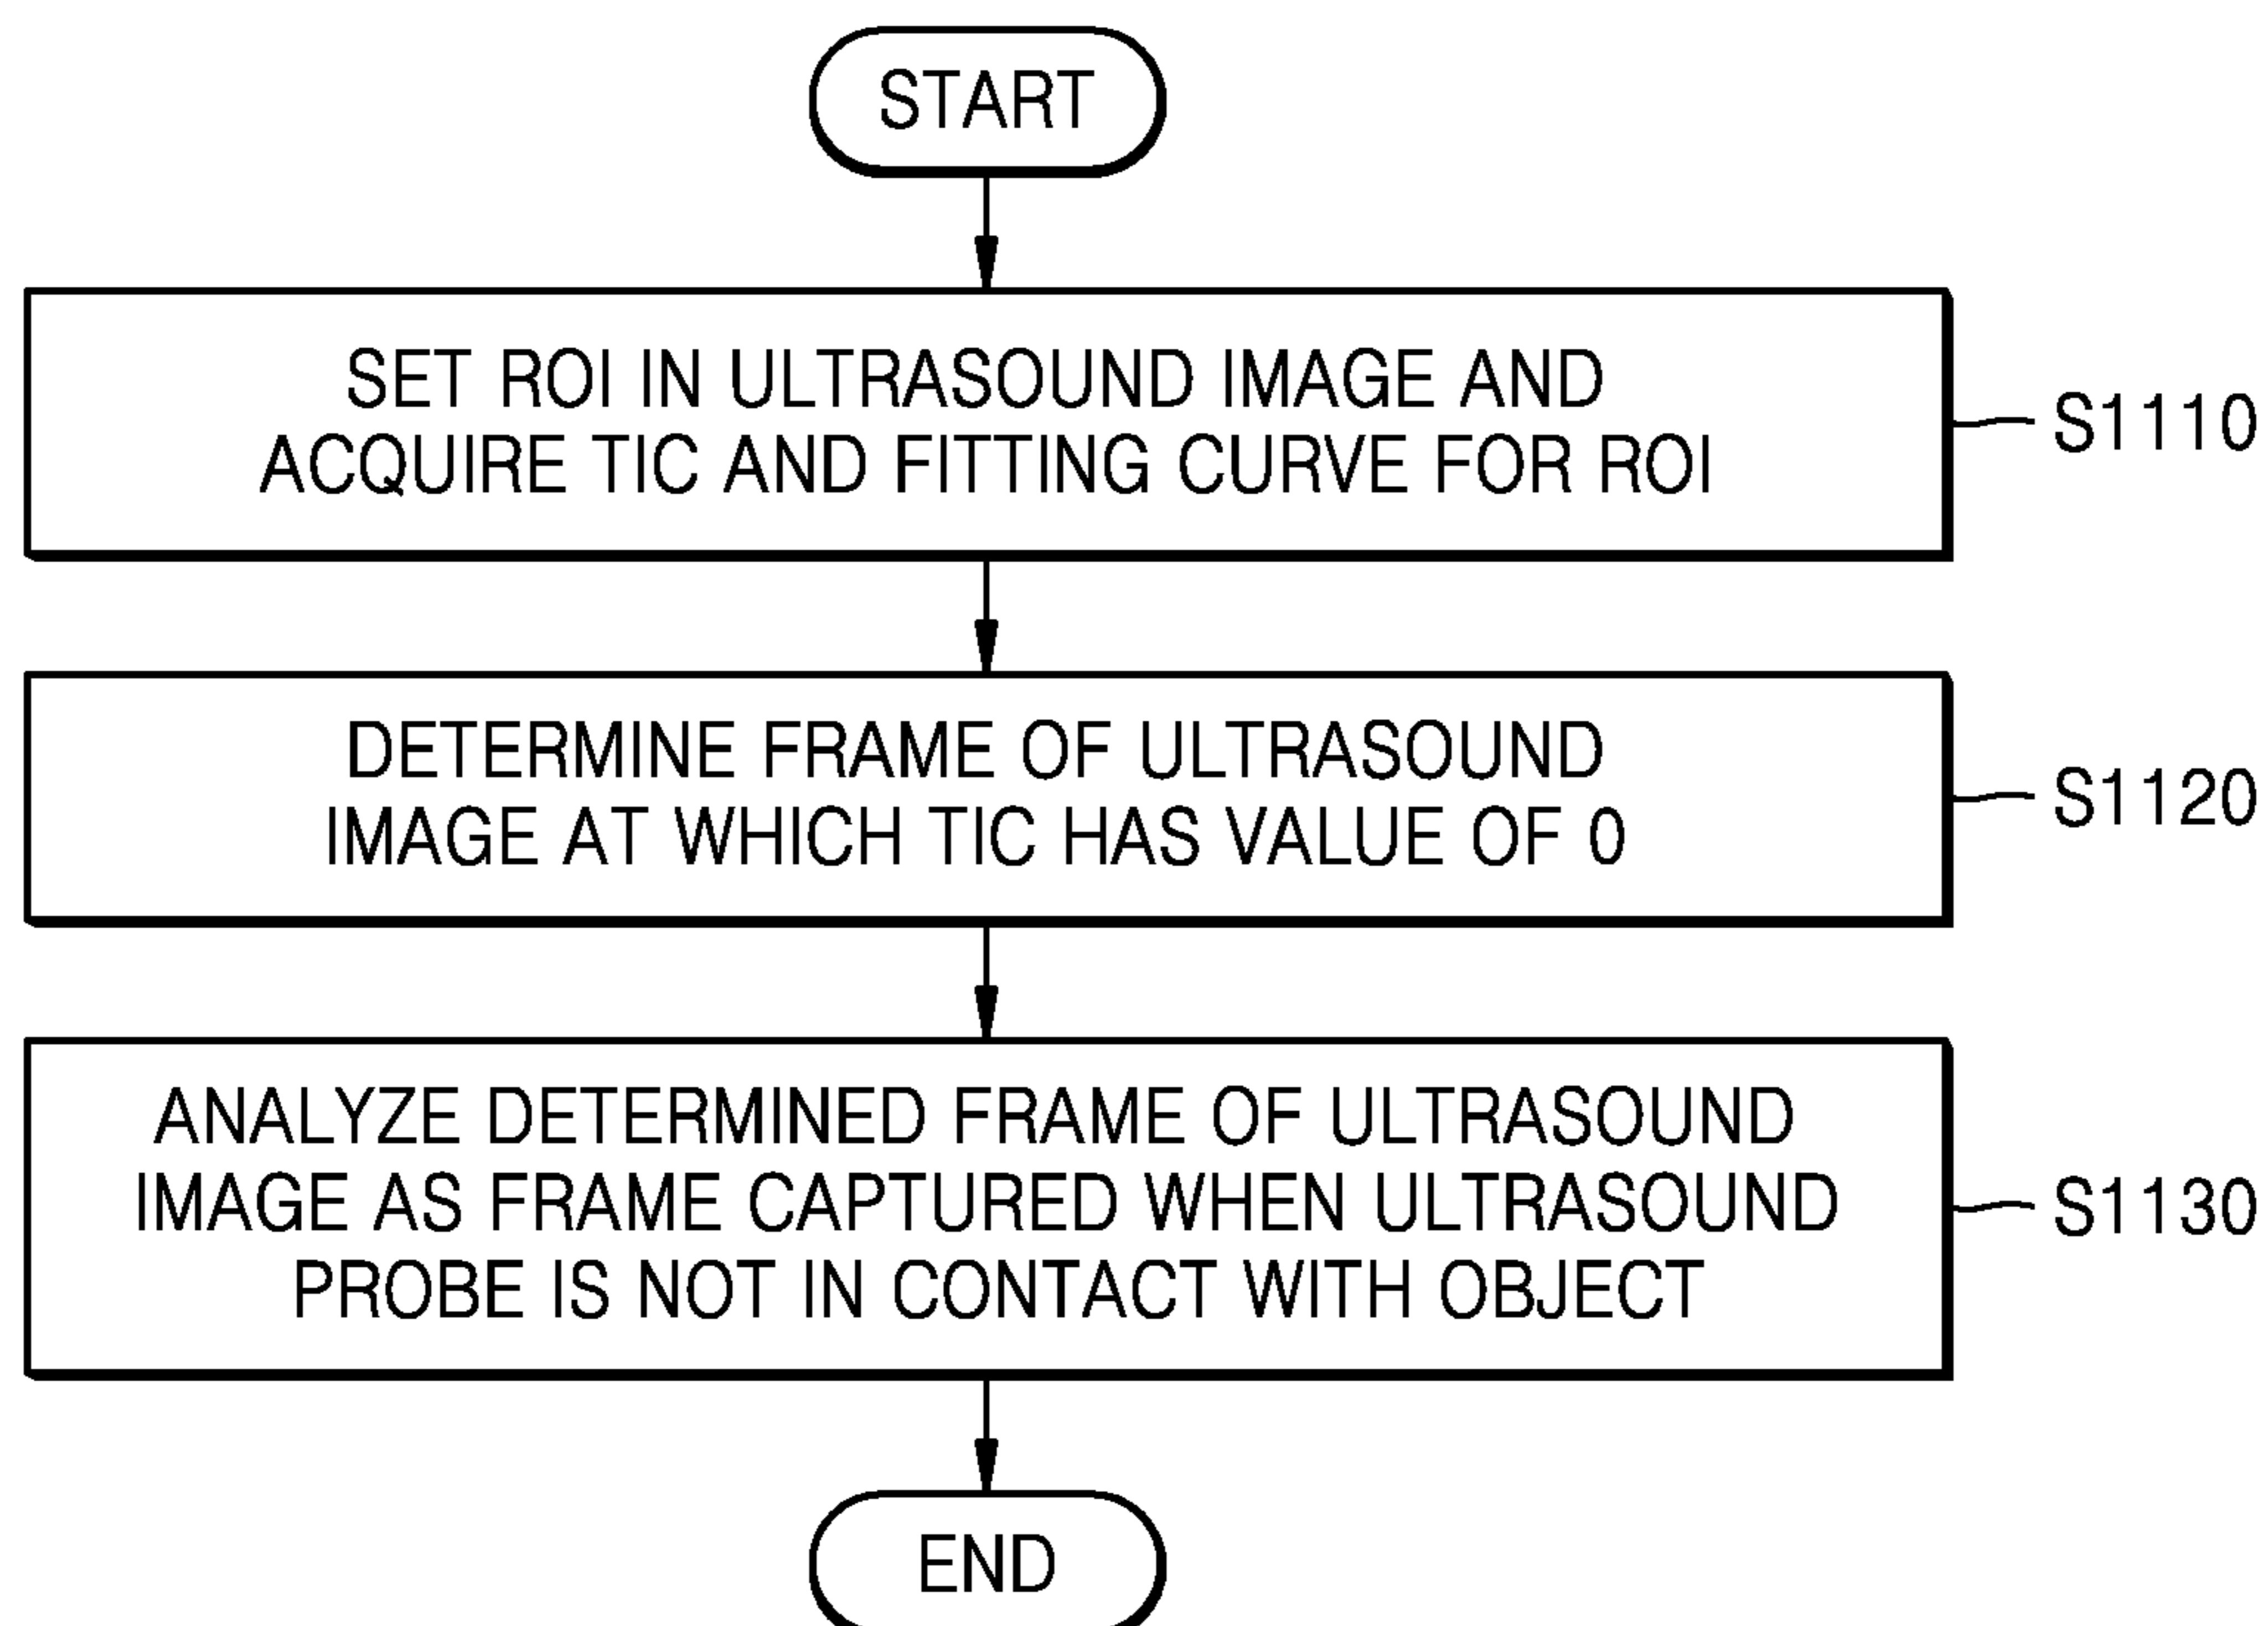 START
SET ROI IN ULTRASOUND IMAGE AND
ACQUIRE TIC AND FITTING CURVE FOR ROI
S1110
DETERMINE FRAME OF ULTRASOUND
IMAGE AT WHICH TIC HAS VALUE OF 0
S1120
ANALYZE DETERMINED FRAME OF ULTRASOUND
IMAGE AS FRAME CAPTURED WHEN ULTRASOUND
PROBE IS NOT IN CONTACT WITH OBJECT
S1130
END